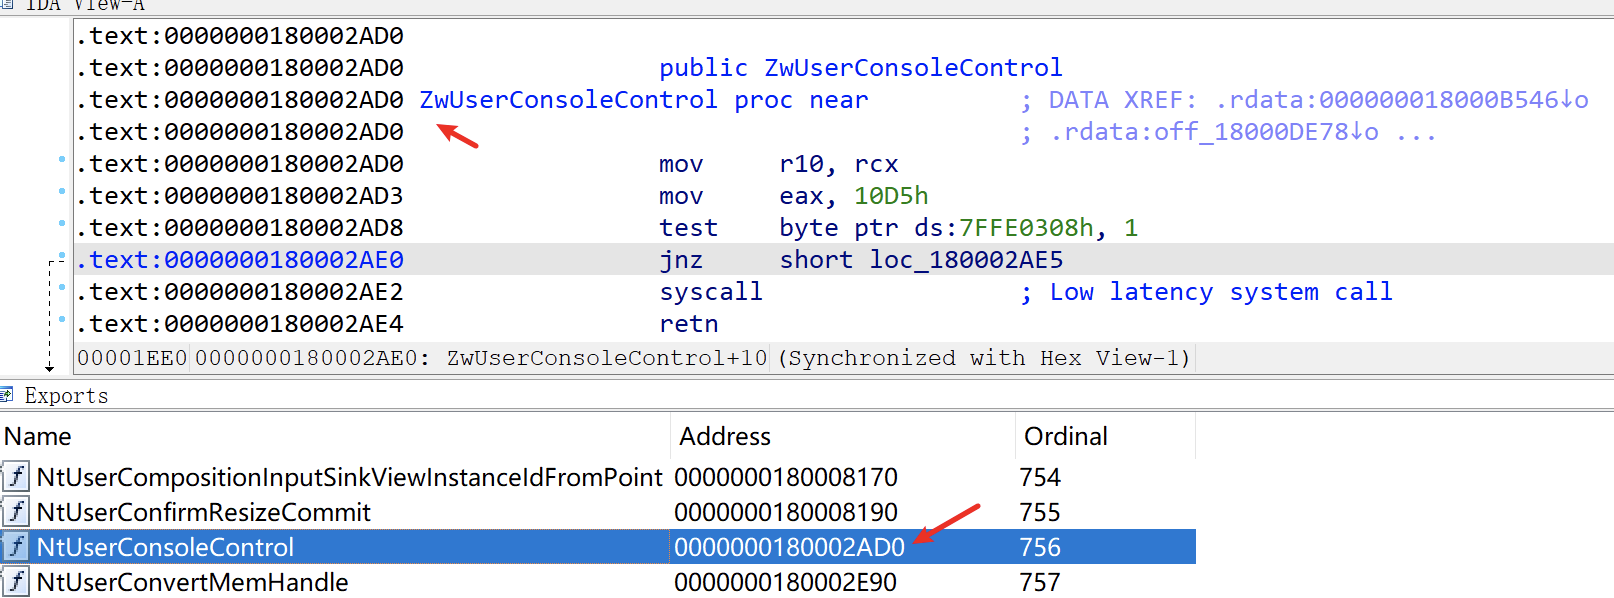 IDA View-A
.text:0000000180002AD0
.text:0000000180002AD0 public ZwUserConsoleControl
.text:0000000180002AD0 ZwUserConsoleControl proc near ; DATA XREF: .rdata:000000018000B546↓o
.text:0000000180002AD0 ; .rdata:off_18000DE78↓o ...
.text:0000000180002AD0 mov r10, rcx
.text:0000000180002AD3 mov eax, 10D5h
.text:0000000180002AD8 test byte ptr ds:7FFE0308h, 1
.text:0000000180002AE0 jnz short loc_180002AE5
.text:0000000180002AE2 syscall ; Low latency system call
.text:0000000180002AE4 retn
00001EE0 0000000180002AE0: ZwUserConsoleControl+10 (Synchronized with Hex View-1)
Exports
Name Address Ordinal
f NtUserCompositionInputSinkViewInstanceIdFromPoint 0000000180008170 754
f NtUserConfirmResizeCommit 0000000180008190 755
f NtUserConsoleControl 0000000180002AD0 756
f NtUserConvertMemHandle 0000000180002E90 757